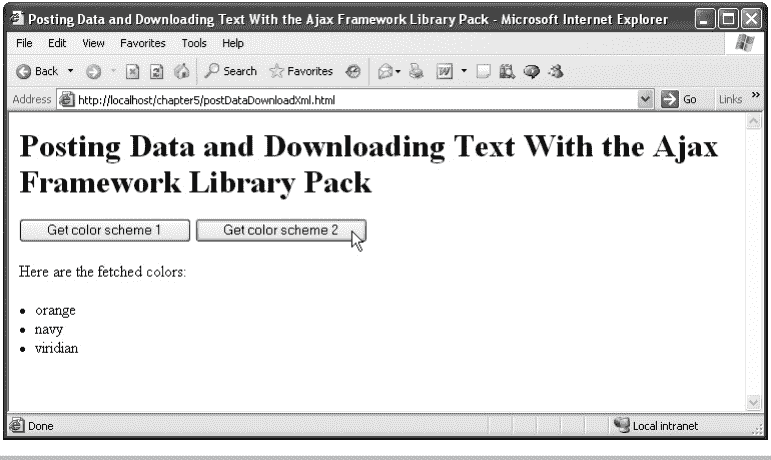 Posting Data and Downloading Text With the Ajax Framework Library Pack - Microsoft Internet Explorer
File Edit View Favorites Tools Help
Back Search Favorites
Address http://localhost/chapter5/postDataDownloadXml.html Go Links »
Posting Data and Downloading Text With the Ajax
Framework Library Pack
Get color scheme 1 Get color scheme 2
Here are the fetched colors:
• orange
• navy
• viridian
Done Local intranet